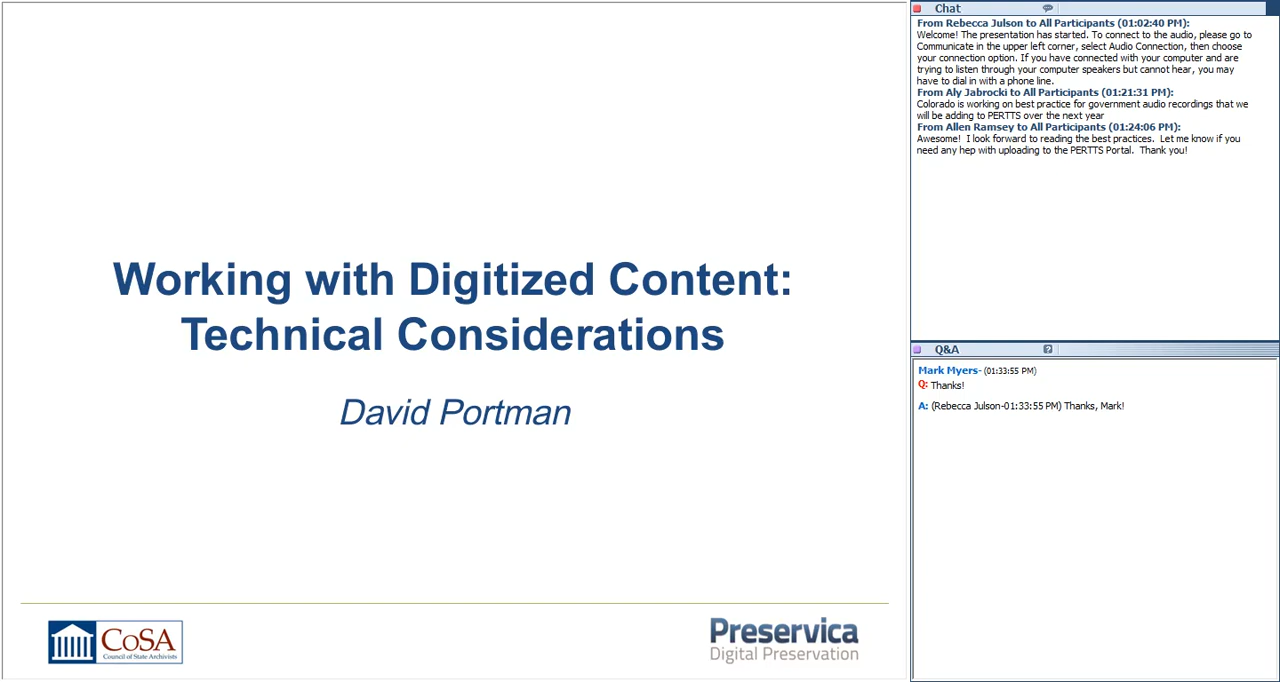 Working with Digitized Content:
Technical Considerations
David Portman
CoSA
Council of State Archivists
Preservica
Digital Preservation
Chat
From Rebecca Julson to All Participants (01:02:40 PM):
Welcome! The presentation has started. To connect to the audio, please go to
Communicate in the upper left corner, select Audio Connection, then choose
your connection option. If you have connected with your computer and are
trying to listen through your computer speakers but cannot hear, you may
have to dial in with a phone line.
From Aly Jabrocki to All Participants (01:21:31 PM):
Colorado is working on best practice for government audio recordings that we
will be adding to PERTTS over the next year
From Allen Ramsey to All Participants (01:24:06 PM):
Awesome!  I look forward to reading the best practices.  Let me know if you
need any hep with uploading to the PERTTS Portal.  Thank you!
Q&A
Mark Myers- (01:33:55 PM)
Q: Thanks!
A: (Rebecca Julson-01:33:55 PM) Thanks, Mark!